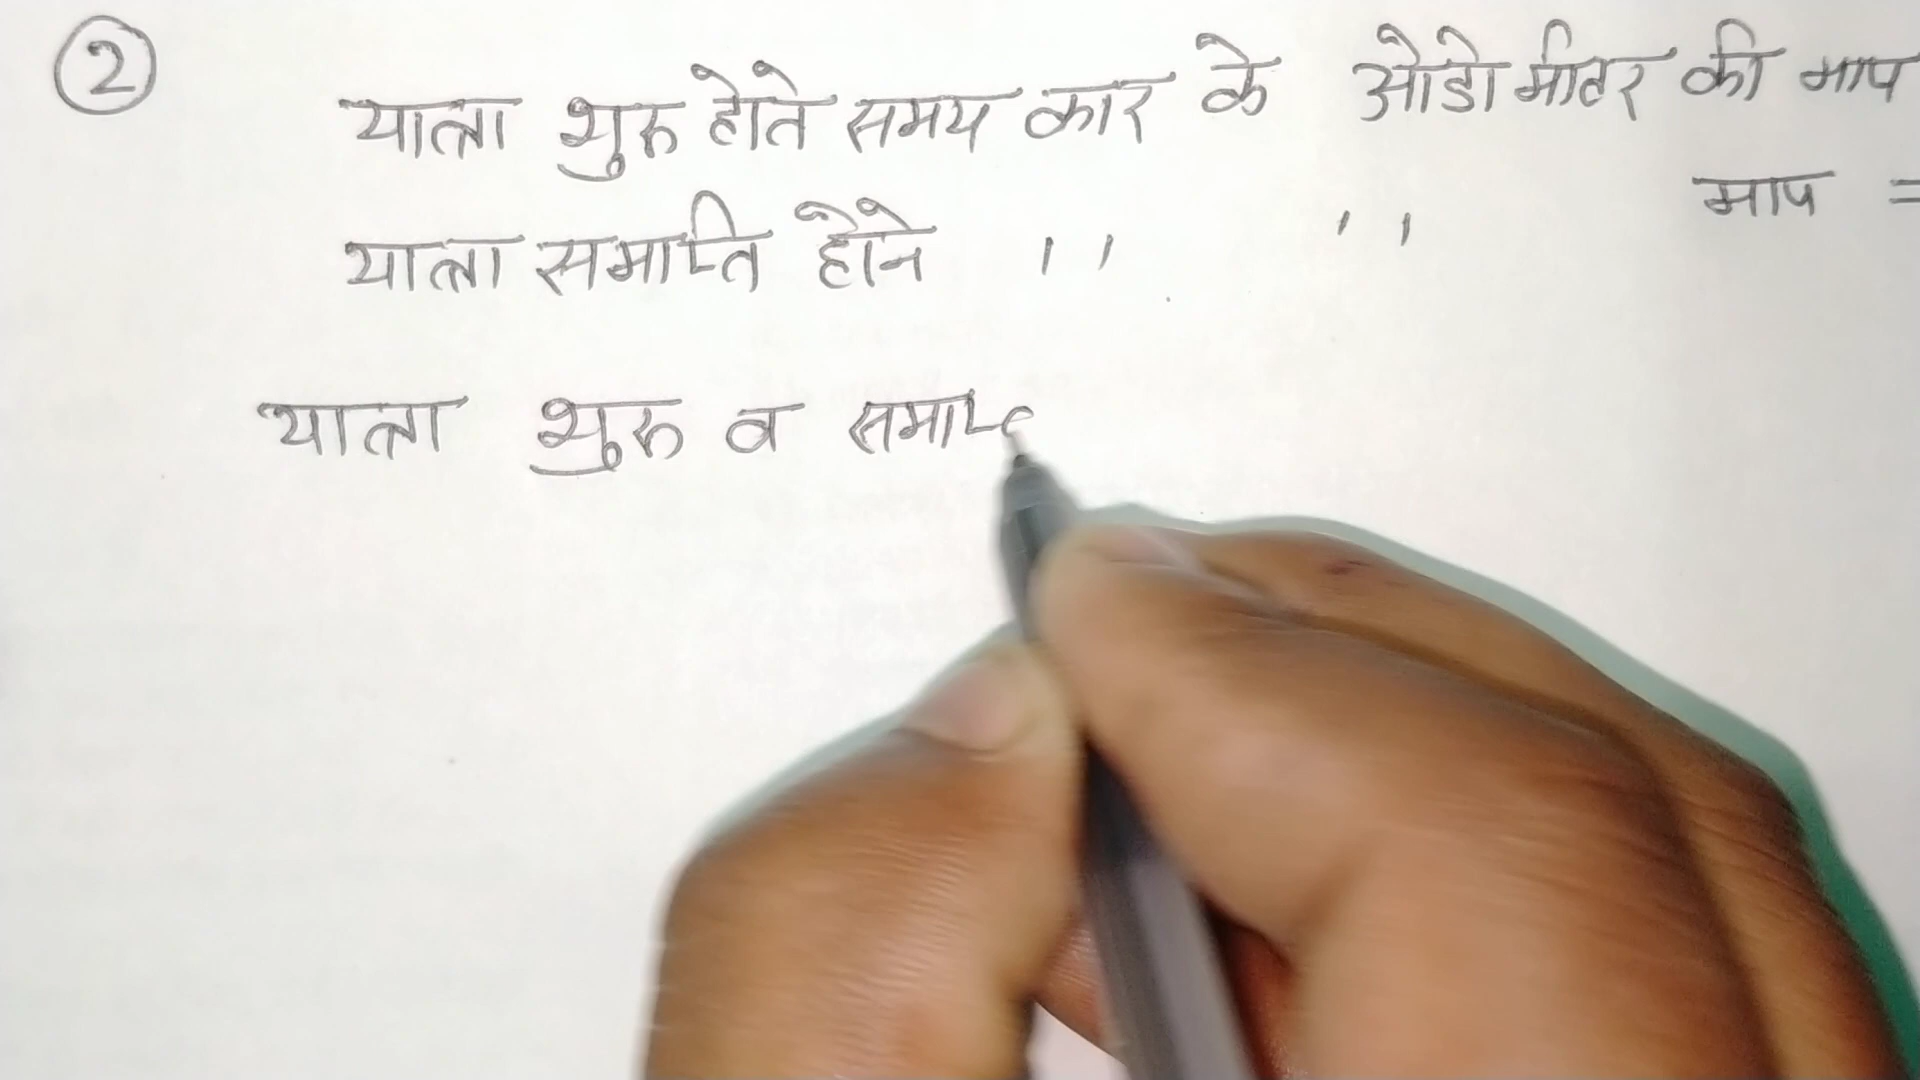 ② यात्रा शुरु होते समय कार के ओडोमीटर की माप
यात्रा समाप्ति होने ,, ,, माप =
यात्रा शुरु व समाप्त